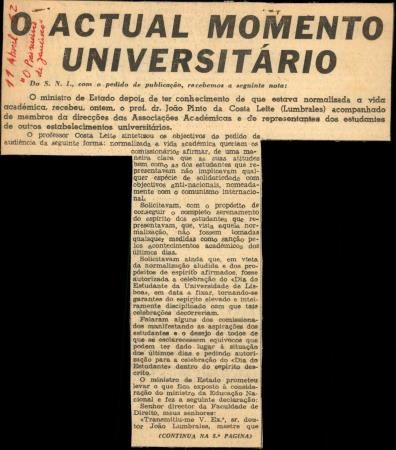 11 Abril 62
"O Primeiro
de Janeiro"
O ACTUAL MOMENTO
UNIVERSITÁRIO
Do S. N. I., com o pedido de publicação, recebemos a seguinte nota:
O ministro de Estado depois de ter conhecimento de que estava normalizada a vida
académica, recebeu, ontem, o prof. dr. João Pinto da Costa Leite (Lumbrales) acompanhado
de membros da direcções das Associações Académicas e de representantes dos estudantes
de outros estabelecimentos universitários.
O professor Costa Leite sintetizou os objectivos do pedido de
audiência da seguinte forma: normalizada a vida académica queriam os
comissionários afirmar, de uma ma-
neira clara que as suas atitudes
bem com as dos estudantes que re-
presentavam não implicavam qual-
quer espécie de solidariedade com
objectivos anti-nacionais, nomeada-
mente com o comunismo internacio-
nal.
Solicitavam, com o propósito de
conseguir o completo serenamento
do espírito dos estudantes que re-
presentavam, que, vista aquela nor-
malização, não fossem tomadas
quaisquer medidas como sanção pe-
los acontecimentos académicos dos
últimos dias.
Solicitavam ainda que, em vista
da normalização aludida e dos pro-
pósitos de espírito afirmados, fosse
autorizada a celebração do «Dia do
Estudante da Universidade de Lis-
boa», em data a fixar, tornando-se
garantes do espírito elevado e intei-
ramente disciplinado com que tais
celebrações decorreriam.
Falaram alguns dos comissiona-
dos manifestando as aspirações dos
estudantes e o desejo de todos de
que se esclarecessem equívocos que
podiam ter dado lugar à situação
dos últimos dias e pedindo autori-
zação para a celebração do «Dia do
Estudante» dentro do espírito des-
crito.
O ministro de Estado prometeu
levar o que fica exposto à conside-
ração do ministro da Educação Na-
cional e fez a seguinte declaração:
Senhor director da Faculdade de
Direito, meus senhores:
«Transmitiu-me V. Ex.ª, sr. dou-
tor João Lumbrales, mestre que
(CONTINUA NA 5.ª PAGINA)